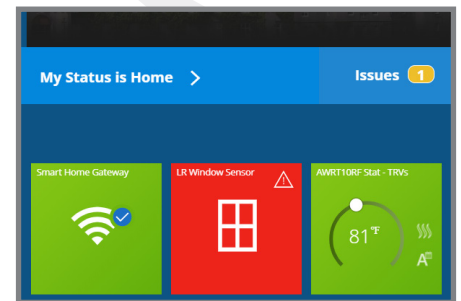 My Status is Home >
Issues 1
Smart Home Gateway
LR Window Sensor
AWRT10RF Stat - TRVs
81°F
A